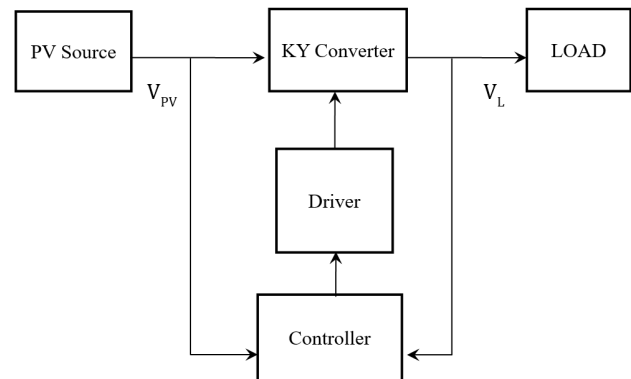 PV Source
KY Converter
LOAD
V_PV
V_L
Driver
Controller